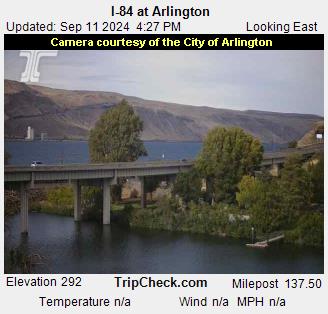 I-84 at Arlington
Updated: Sep 11 2024 4:27 PM Looking East
Camera courtesy of the City of Arlington
Elevation 292 TripCheck.com Milepost 137.50
Temperature n/a Wind n/a MPH n/a